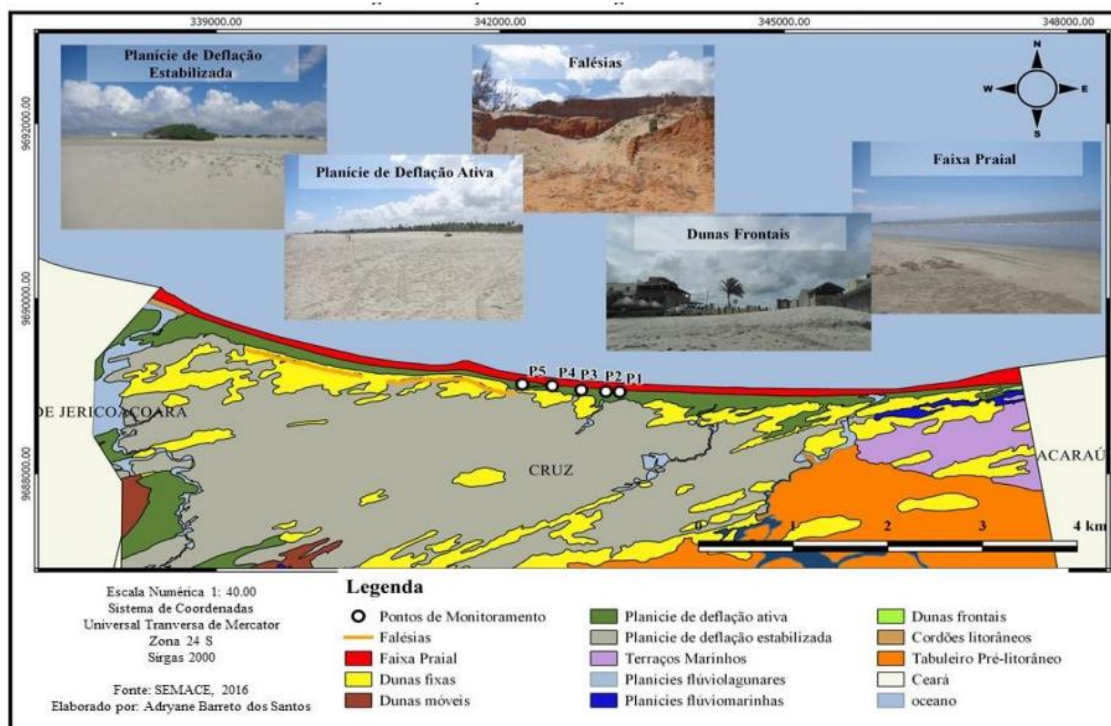 339000.00
342000.00
345000.00
348000.00
9692000.00
9690000.00
9688000.00
Planície de Deflação
Estabilizada
Falésias
N
W
E
S
Planície de Deflação Ativa
Faixa Praial
Dunas Frontais
P5
P4
P3
P2
P1
DE JERICOACOARA
CRUZ
ACARAÚ
0
1
2
3
4 km
Escala Numérica 1: 40.00
Sistema de Coordenadas
Universal Tranversa de Mercator
Zona 24 S
Sirgas 2000
Fonte: SEMACE, 2016
Elaborado por: Adryane Barreto dos Santos
Legenda
Pontos de Monitoramento
Falésias
Faixa Praial
Dunas fixas
Dunas móveis
Planicie de deflação ativa
Planicie de deflação estabilizada
Terraços Marinhos
Planicies flúviolagunares
Planicies flúviomarinhas
Dunas frontais
Cordões litorâneos
Tabuleiro Pré-litorâneo
Ceará
oceano